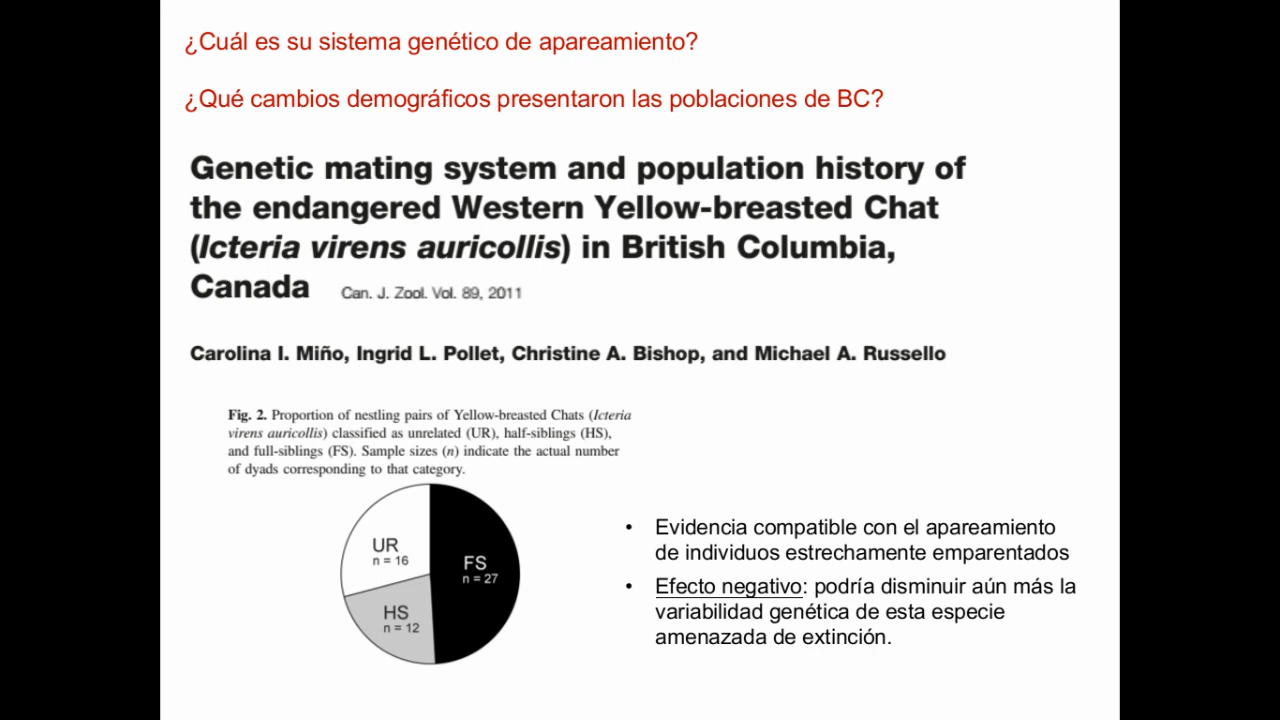 ¿Cuál es su sistema genético de apareamiento?
¿Qué cambios demográficos presentaron las poblaciones de BC?
Genetic mating system and population history of
the endangered Western Yellow-breasted Chat
(Icteria virens auricollis) in British Columbia,
Canada Can. J. Zool. Vol. 89, 2011
Carolina I. Miño, Ingrid L. Pollet, Christine A. Bishop, and Michael A. Russello
Fig. 2. Proportion of nestling pairs of Yellow-breasted Chats (Icteria
virens auricollis) classified as unrelated (UR), half-siblings (HS),
and full-siblings (FS). Sample sizes (n) indicate the actual number
of dyads corresponding to that category.
UR
n = 16
FS
n = 27
HS
n = 12
• Evidencia compatible con el apareamiento
de individuos estrechamente emparentados
• Efecto negativo: podría disminuir aún más la
variabilidad genética de esta especie
amenazada de extinción.